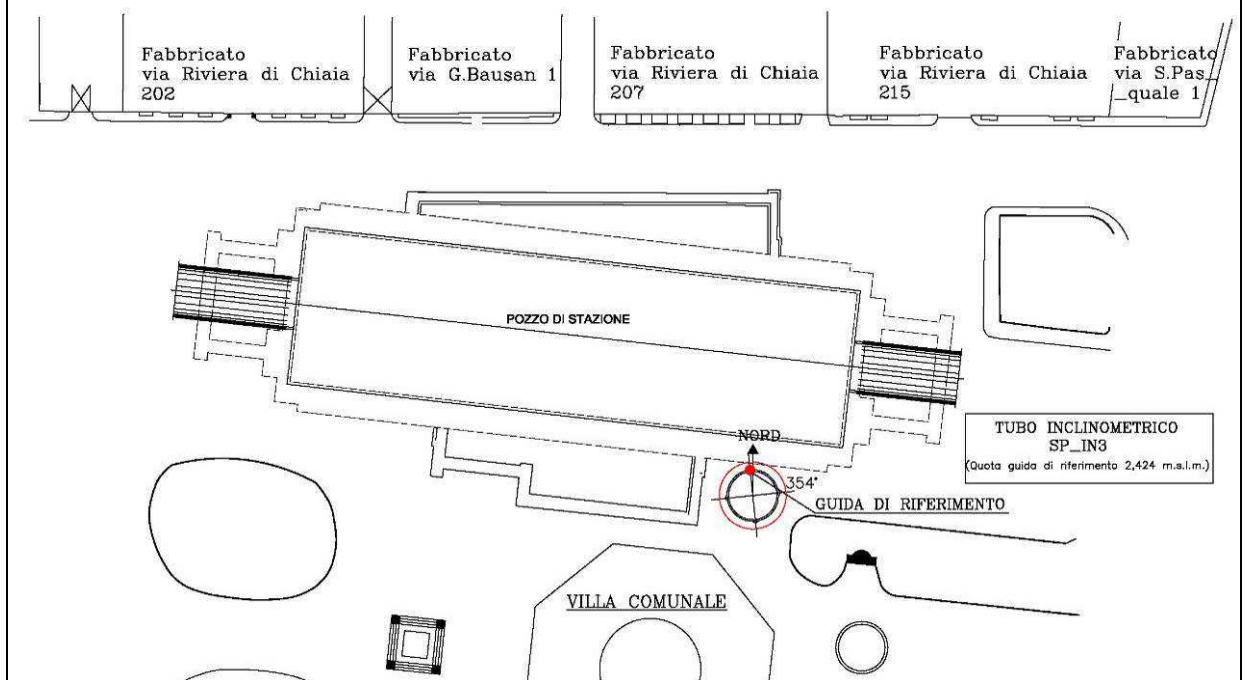 Fabbricato
via Riviera di Chiaia
202
Fabbricato
via G.Bausan 1
Fabbricato
via Riviera di Chiaia
207
Fabbricato
via Riviera di Chiaia
215
Fabbricato
via S.Pas_
_quale 1
POZZO DI STAZIONE
NORD
354°
GUIDA DI RIFERIMENTO
TUBO INCLINOMETRICO
SP_IN3
(Quota guida di riferimento 2,424 m.s.l.m.)
VILLA COMUNALE